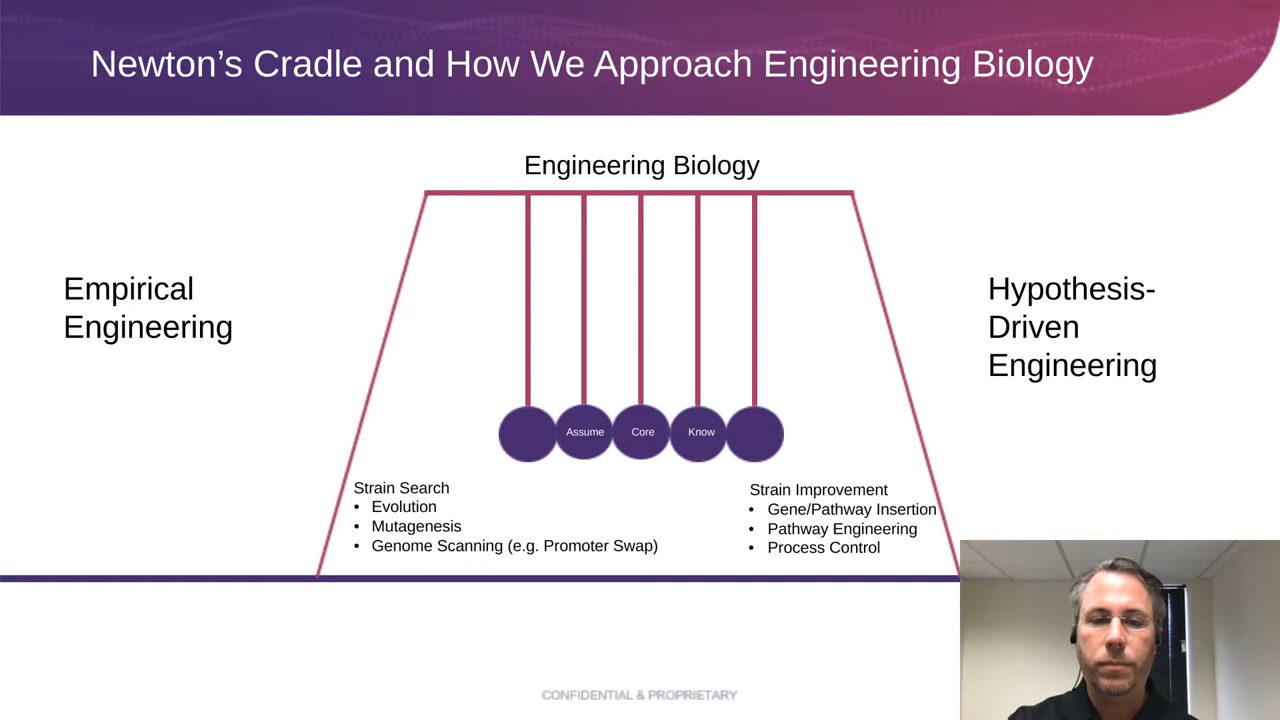 Newton’s Cradle and How We Approach Engineering Biology
Engineering Biology
Empirical
Engineering
Hypothesis-
Driven
Engineering
Assume
Core
Know
Strain Search
• Evolution
• Mutagenesis
• Genome Scanning (e.g. Promoter Swap)
Strain Improvement
• Gene/Pathway Insertion
• Pathway Engineering
• Process Control
CONFIDENTIAL & PROPRIETARY